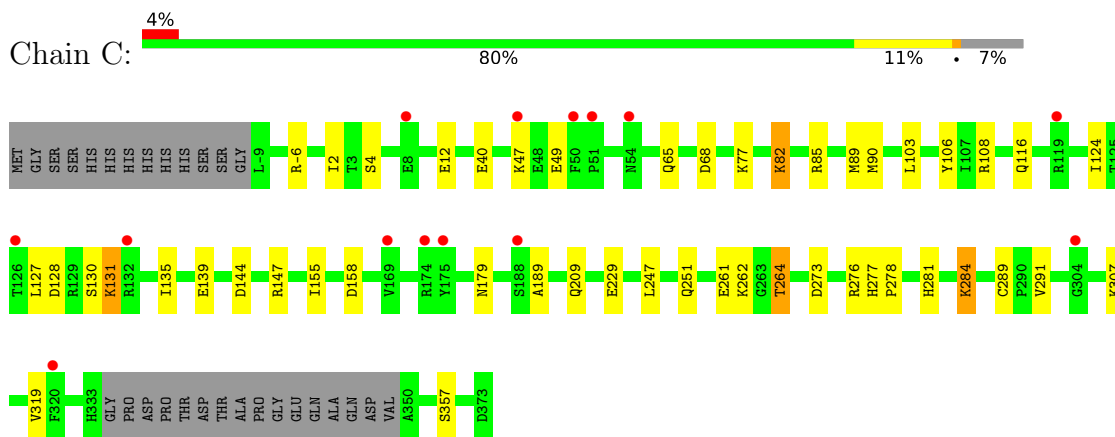 4%
Chain C:
80% 11% • 7%
MET GLY SER SER HIS HIS HIS HIS HIS HIS SER SER GLY L-9 R-6 I2 T3 S4 E8 E12 E40 K47 E48 E49 F50 P51 N54 Q65 D68 K77 K82 R85 M89 M90 L103 Y106 I107 R108 Q116 R119 I124 T125
T126 L127 D128 R129 S130 K131 R132 I135 E139 D144 R147 I155 D158 V169 R174 Y175 N179 S188 A189 Q209 E229 L247 Q251 E261 K262 G263 T264 D273 R276 H277 P278 H281 K284 C289 P290 V291 G304 K307
V319 F320 H333 GLY PRO ASP PRO THR ASP THR ALA PRO GLY GLU GLN ALA GLN ASP VAL A350 S357 D373